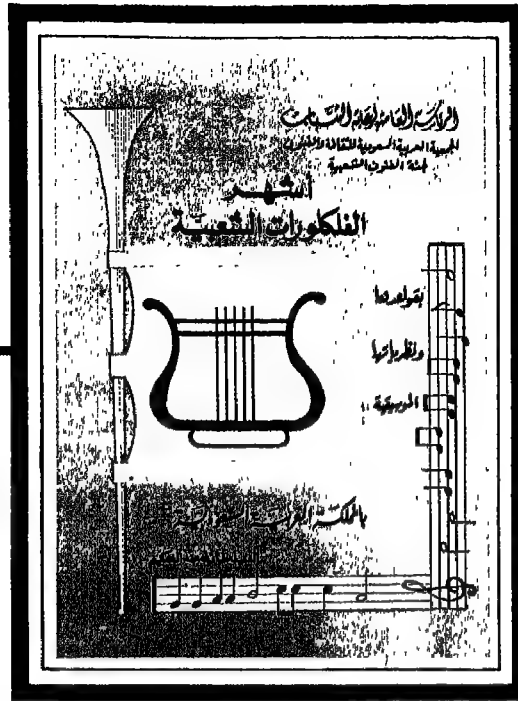 الرئاسة العامة لرعاية الشباب
الجمعية العربية السعودية للثقافة والفنون
لجنة الفنون الشعبية
أشهر
الفلكلورات الشعبية
بقواعدها
ونظرياتها
الموسيقية
بالمملكة العربية السعودية